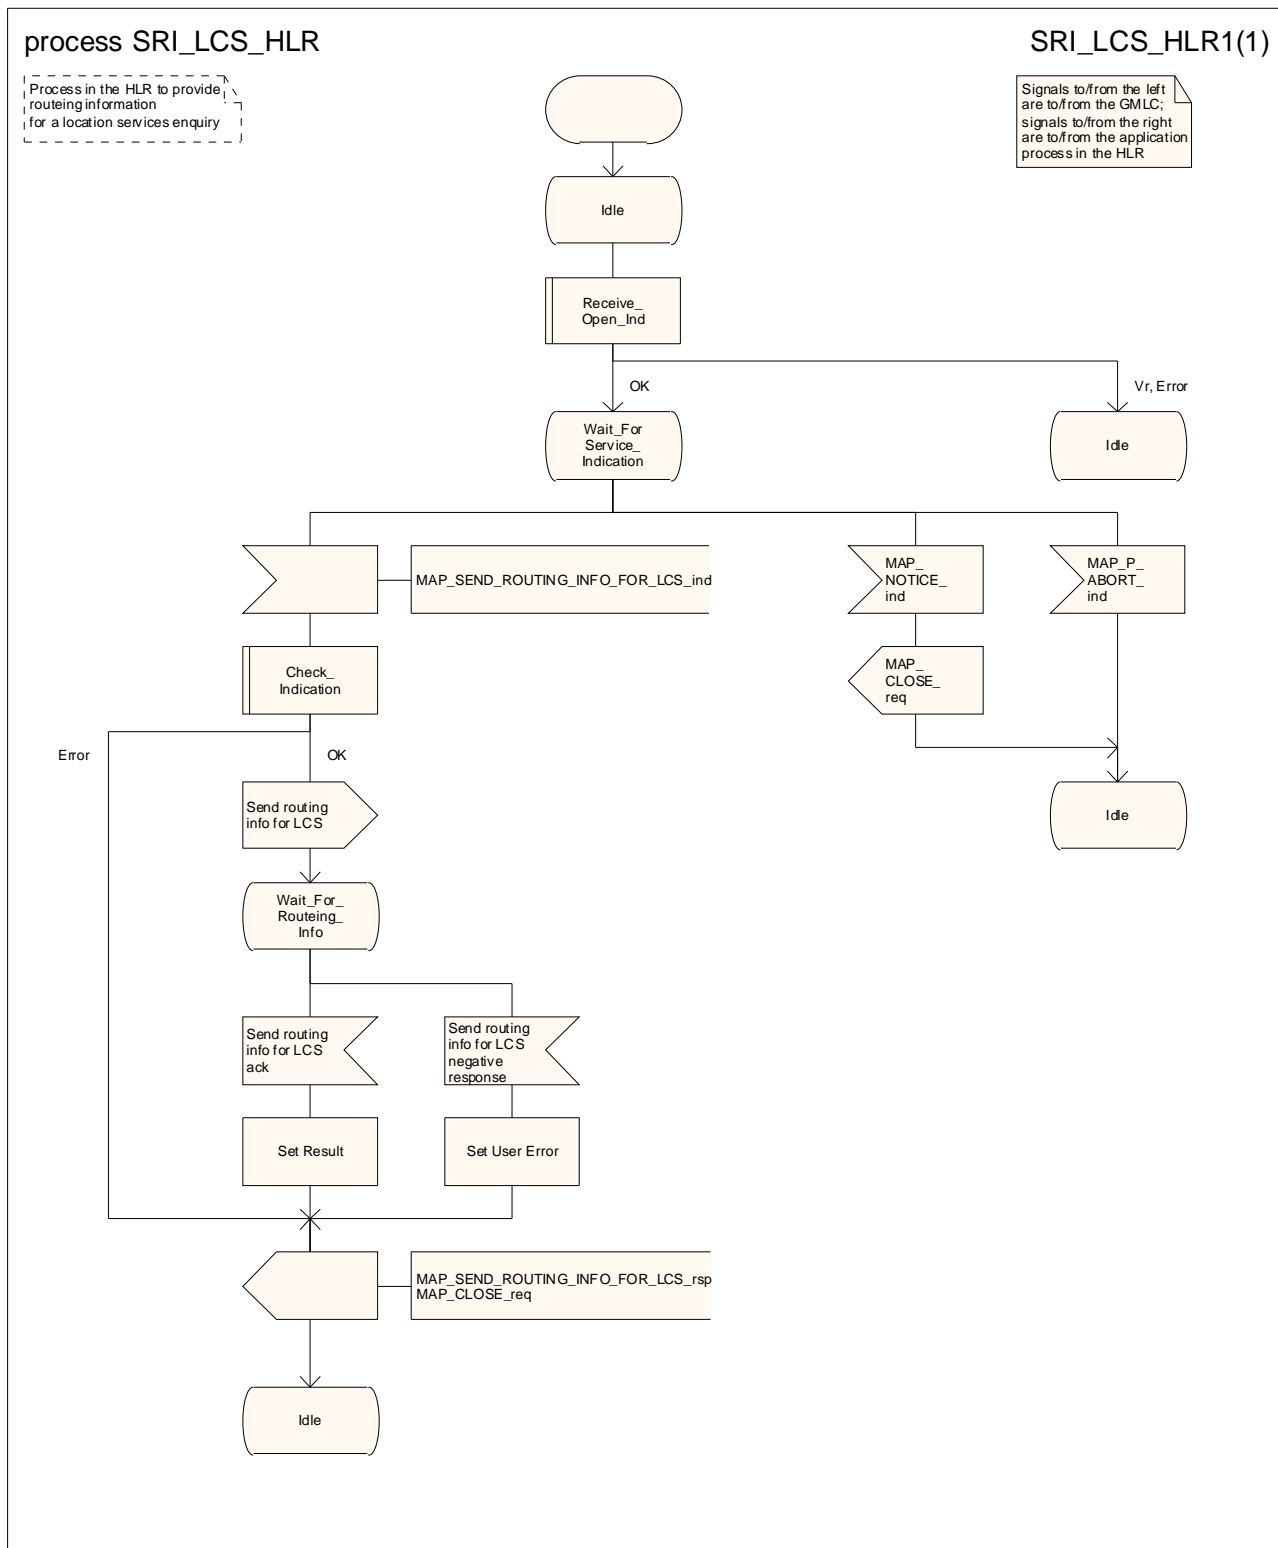 process SRI_LCS_HLR
SRI_LCS_HLR1(1)
Process in the HLR to provide
routeing information
for a location services enquiry
Signals to/from the left
are to/from the GMLC;
signals to/from the right
are to/from the application
process in the HLR
Idle
Receive_
Open_Ind
OK
Vr, Error
Wait_For
Service_
Indication
Idle
MAP_SEND_ROUTING_INFO_FOR_LCS_ind
MAP_
NOTICE_
ind
MAP_P_
ABORT_
ind
Check_
Indication
MAP_
CLOSE_
req
Error
OK
Send routing
info for LCS
Idle
Wait_For_
Routeing_
Info
Send routing
info for LCS
ack
Send routing
info for LCS
negative
response
Set Result
Set User Error
MAP_SEND_ROUTING_INFO_FOR_LCS_rsp
MAP_CLOSE_req
Idle